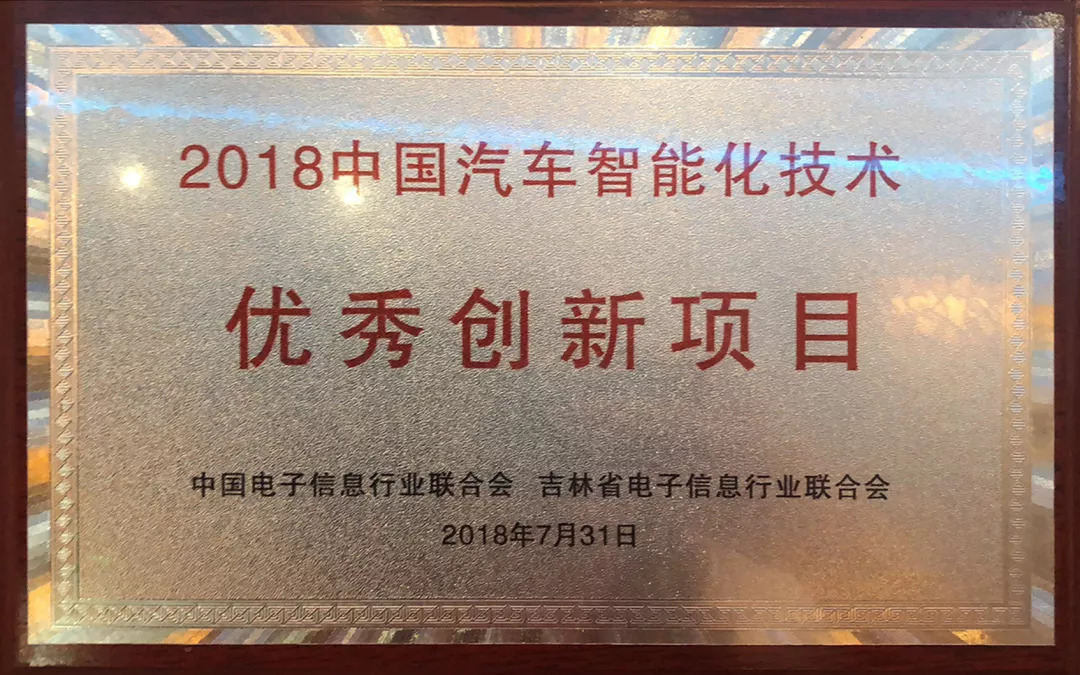 2018中国汽车智能化技术
优秀创新项目
中国电子信息行业联合会 吉林省电子信息行业联合会
2018年7月31日